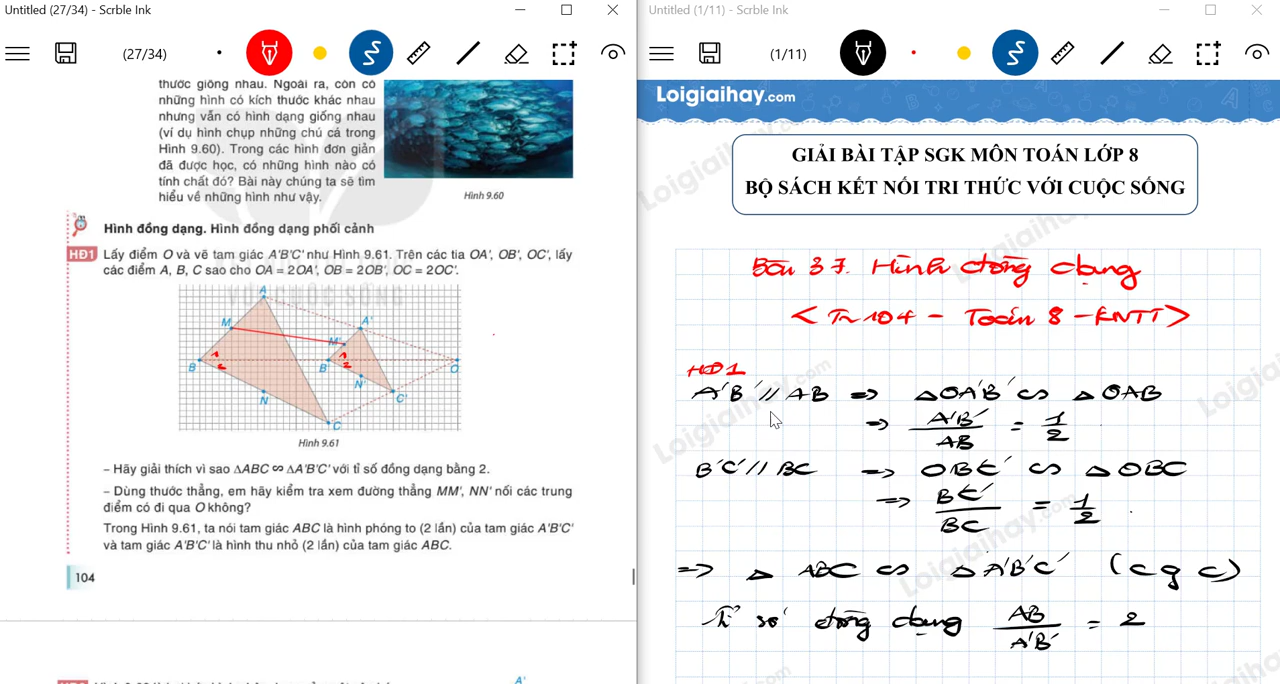 Untitled (27/34) - Scrble Ink
(27/34)
thước giống nhau. Ngoài ra, còn có
những hình có kích thước khác nhau
nhưng vẫn có hình dạng giống nhau
(ví dụ hình chụp những chú cá trong
Hình 9.60). Trong các hình đơn giản
đã được học, có những hình nào có
tính chất đó? Bài này chúng ta sẽ tìm
hiểu về những hình như vậy.
Hình 9.60
Hình đồng dạng. Hình đồng dạng phối cảnh
HĐ1 Lấy điểm O và vẽ tam giác A'B'C' như Hình 9.61. Trên các tia OA', OB', OC', lấy
các điểm A, B, C sao cho OA = 2OA', OB = 2OB', OC = 2OC'.
A
M
A'
M'
1
1
B
2
B'
2
O
N'
N
C'
C
Hình 9.61
– Hãy giải thích vì sao ΔABC ∽ ΔA'B'C' với tỉ số đồng dạng bằng 2.
– Dùng thước thẳng, em hãy kiểm tra xem đường thẳng MM', NN' nối các trung
điểm có đi qua O không?
Trong Hình 9.61, ta nói tam giác ABC là hình phóng to (2 lần) của tam giác A'B'C'
và tam giác A'B'C' là hình thu nhỏ (2 lần) của tam giác ABC.
104
A'
Untitled (1/11) - Scrble Ink
(1/11)
Loigiaihay.com
GIẢI BÀI TẬP SGK MÔN TOÁN LỚP 8
BỘ SÁCH KẾT NỐI TRI THỨC VỚI CUỘC SỐNG
Bài 37. Hình đồng dạng
< Tr 104 - Toán 8 - KNTT >
HĐ1
A'B' // AB => Δ OA'B' ∽ Δ OAB
=> A'B'/AB = 1/2
B'C' // BC => OB'C' ∽ Δ OBC
=> B'C'/BC = 1/2
=> Δ ABC ∽ Δ A'B'C' (c g c)
Tỉ số đồng dạng AB/A'B' = 2